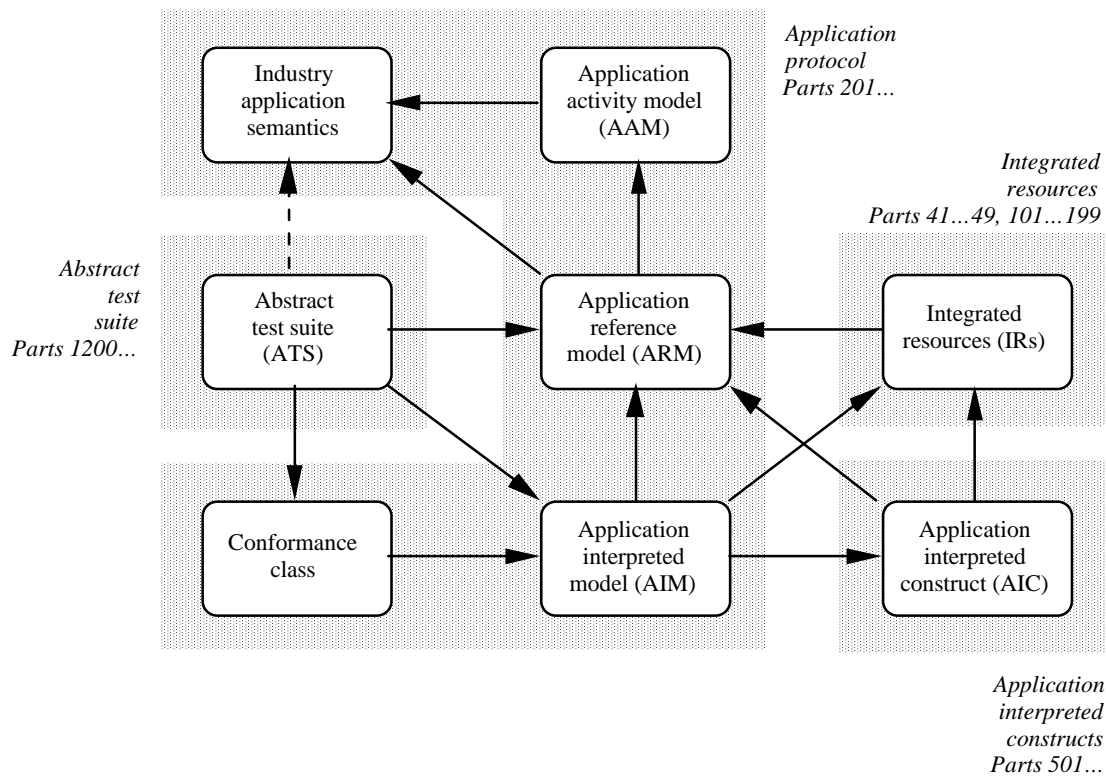 Application
protocol
Parts 201…
Industry
application
semantics
Application
activity model
(AAM)
Integrated
resources
Parts 41…49, 101…199
Abstract
test
suite
Parts 1200…
Abstract
test suite
(ATS)
Application
reference
model (ARM)
Integrated
resources (IRs)
Conformance
class
Application
interpreted
model (AIM)
Application
interpreted
construct (AIC)
Application
interpreted
constructs
Parts 501…